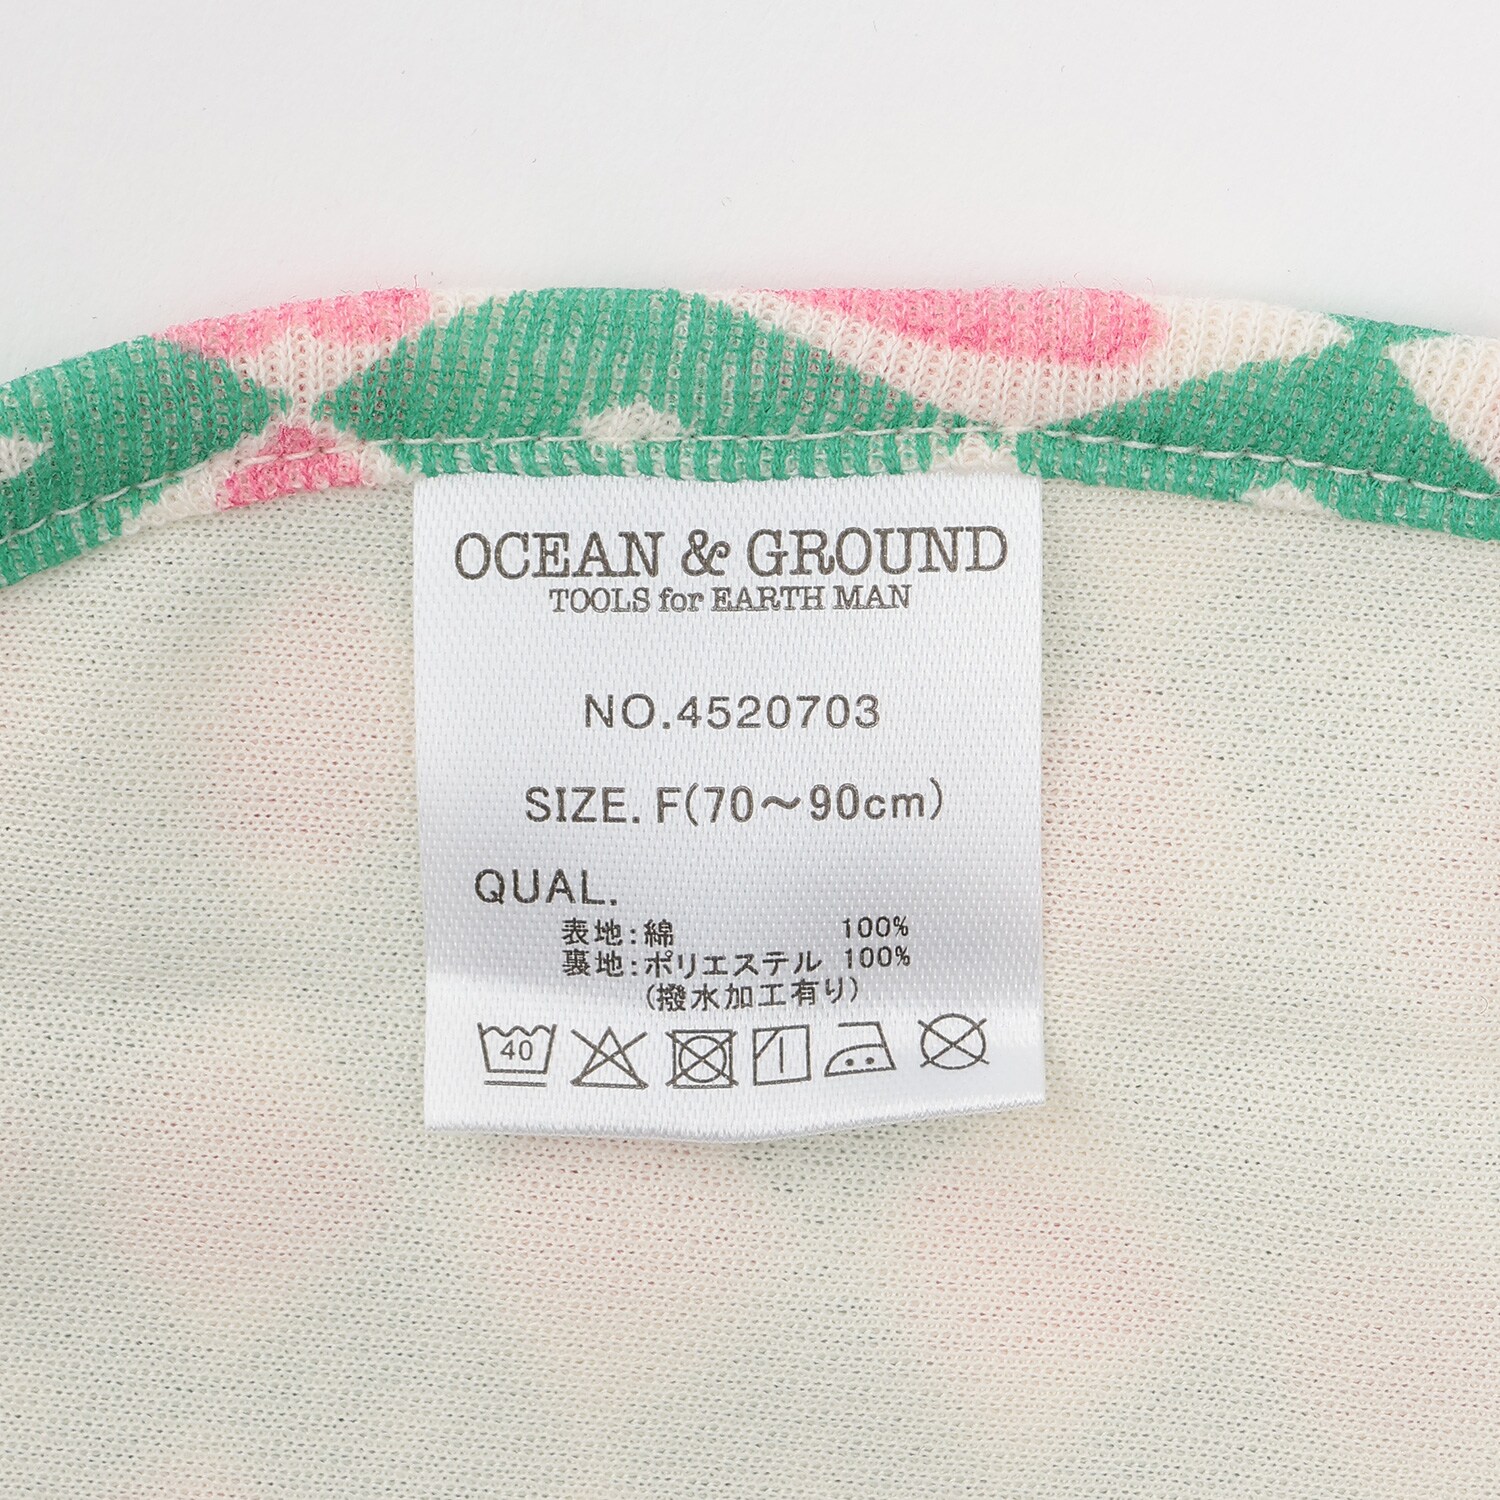 OCEAN & GROUND
TOOLS for EARTH MAN
NO.4520703
SIZE. F(70～90cm)
QUAL.
表地:綿 100%
裏地:ポリエステル 100%
(撥水加工有り)
40